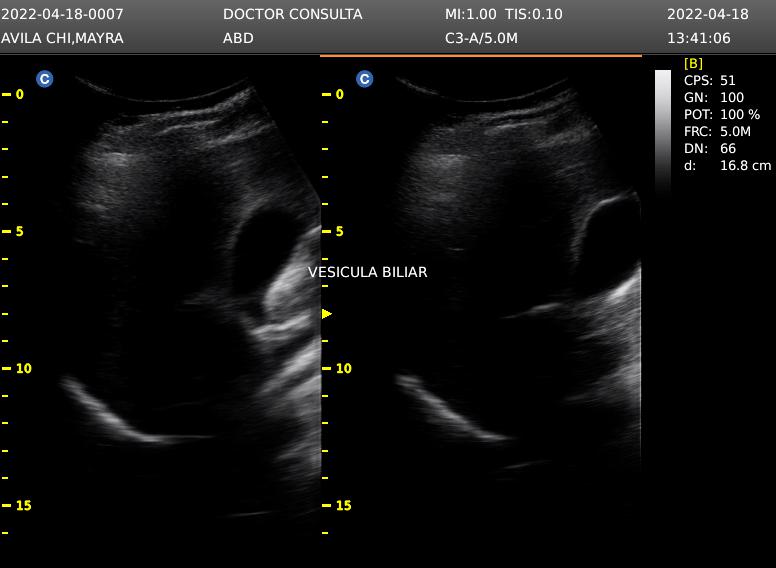 2022-04-18-0007 DOCTOR CONSULTA MI:1.00 TIS:0.10 2022-04-18
AVILA CHI,MAYRA ABD C3-A/5.0M 13:41:06
C C [B]
0 0 CPS: 51
GN: 100
POT: 100 %
FRC: 5.0M
DN: 66
d: 16.8 cm
5 5
VESICULA BILIAR
10 10
15 15